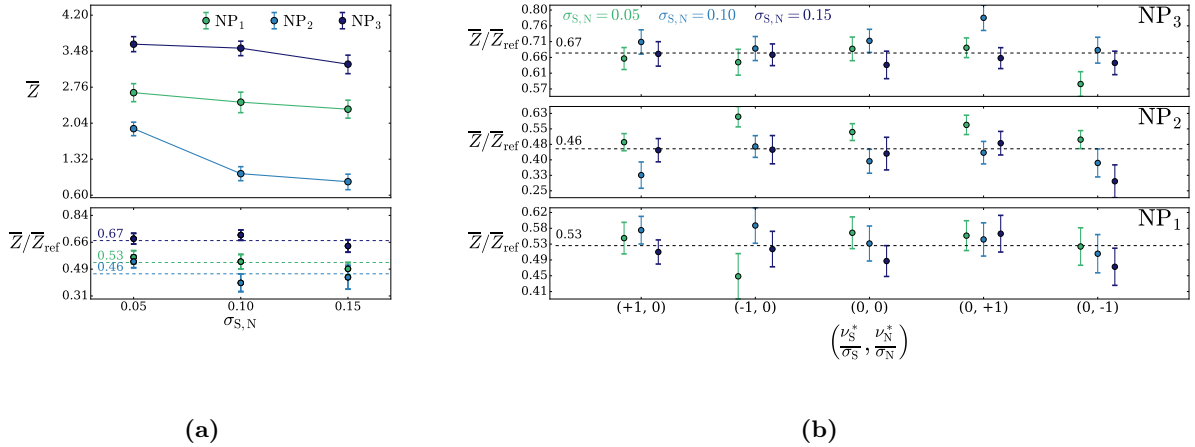 NP₁ NP₂ NP₃
4.20
3.48
2.76
2.04
1.32
0.60
Z̅
0.84
0.66
0.49
0.31
Z̅/Z̅ref
0.67
0.53
0.46
0.05 0.10 0.15
σS,N
(a)
σS,N = 0.05 σS,N = 0.10 σS,N = 0.15
NP₃
0.80
0.76
0.71
0.66
0.61
0.57
Z̅/Z̅ref
0.67
NP₂
0.63
0.55
0.48
0.40
0.32
0.25
Z̅/Z̅ref
0.46
NP₁
0.62
0.58
0.53
0.49
0.45
0.41
Z̅/Z̅ref
0.53
(+1, 0) (-1, 0) (0, 0) (0, +1) (0, -1)
(ν*S/σS, ν*N/σN)
(b)